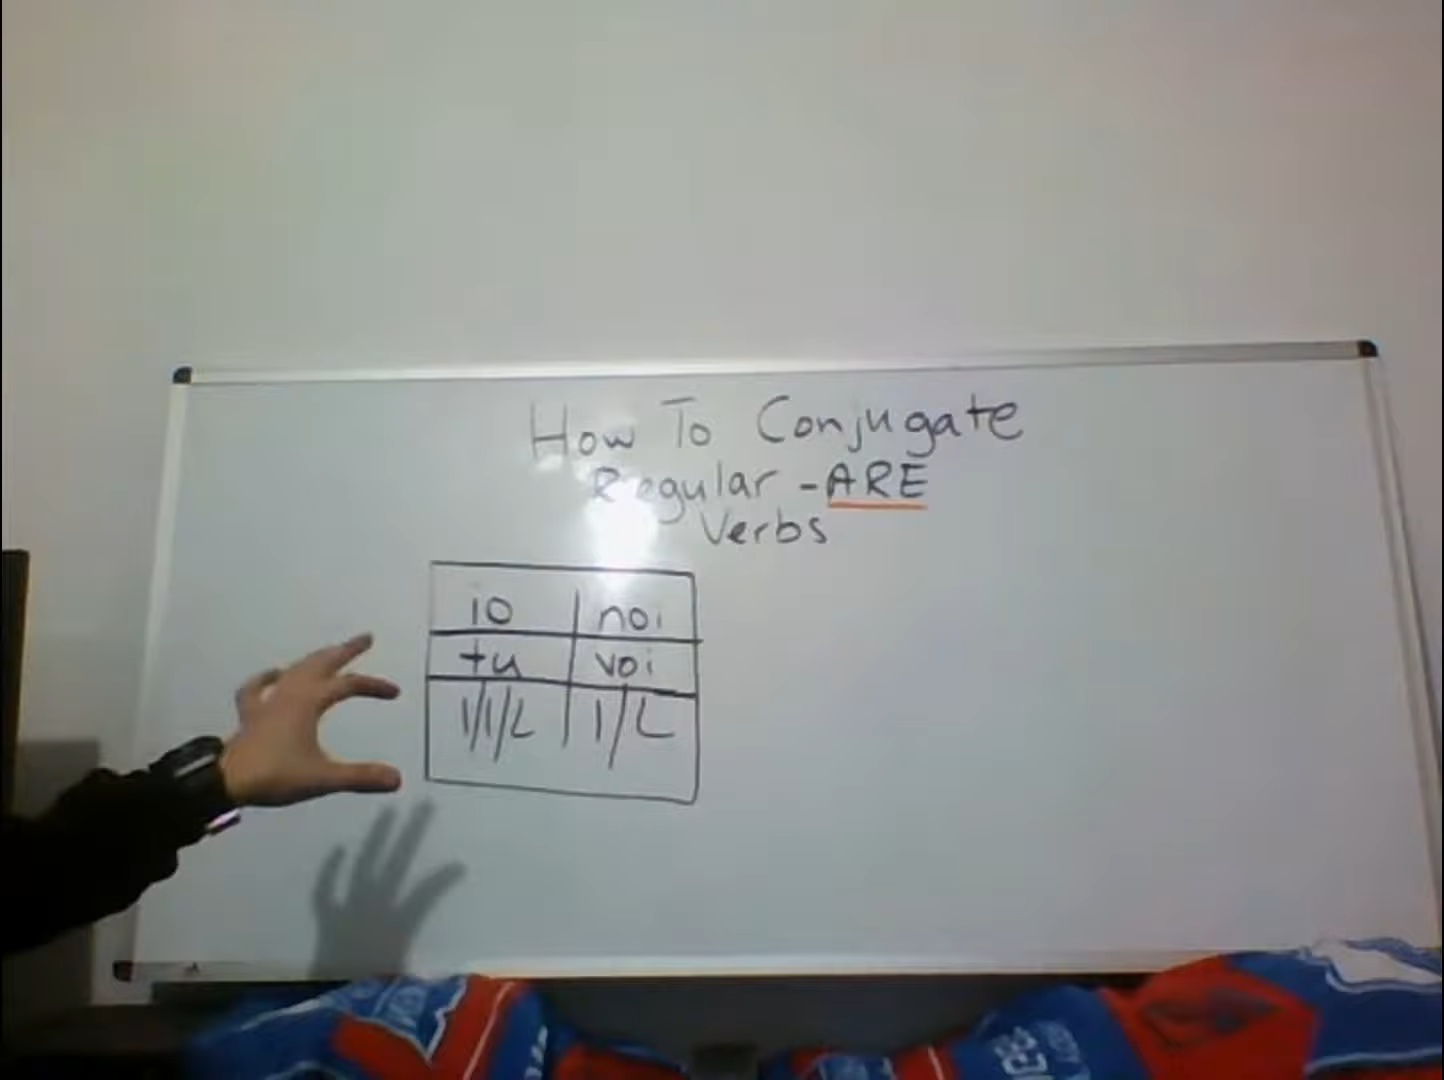 How To Conjugate
Regular -ARE
Verbs
io noi
tu voi
I/I/L I/L